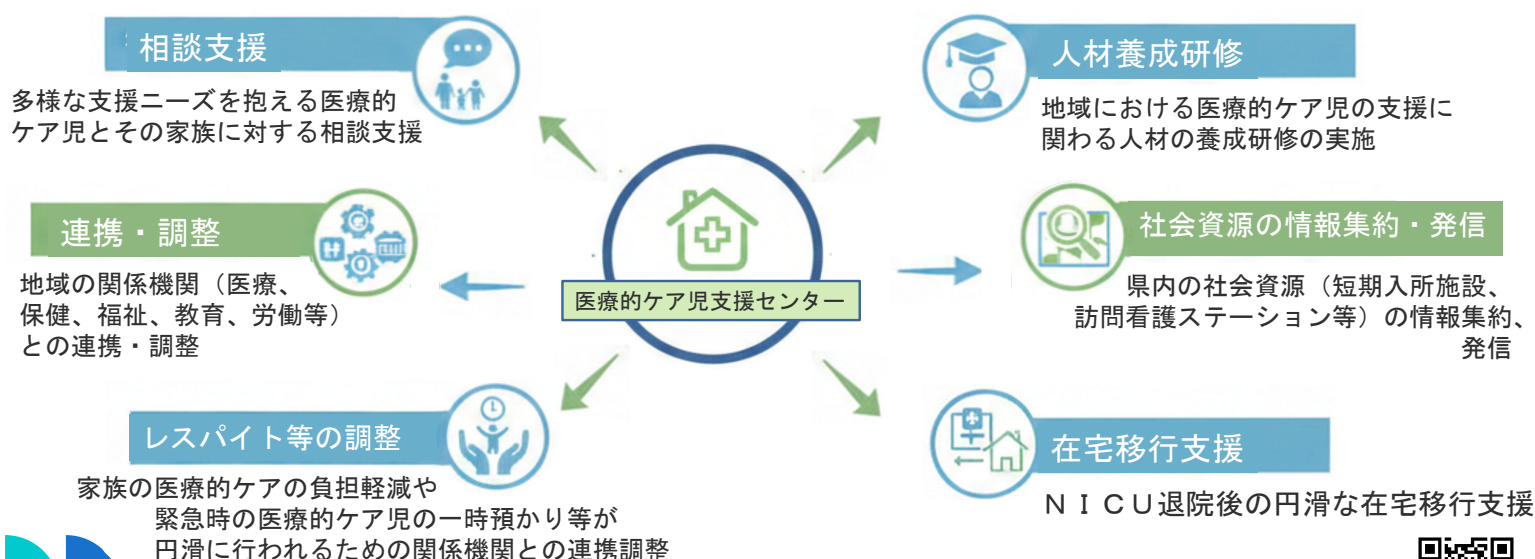 相談支援
多様な支援ニーズを抱える医療的
ケア児とその家族に対する相談支援
人材養成研修
地域における医療的ケア児の支援に
関わる人材の養成研修の実施
連携・調整
地域の関係機関（医療、
保健、福祉、教育、労働等）
との連携・調整
医療的ケア児支援センター
社会資源の情報集約・発信
県内の社会資源（短期入所施設、
訪問看護ステーション等）の情報集約、
発信
レスパイト等の調整
家族の医療的ケアの負担軽減や
緊急時の医療的ケア児の一時預かり等が
円滑に行われるための関係機関との連携調整
在宅移行支援
ＮＩＣＵ退院後の円滑な在宅移行支援